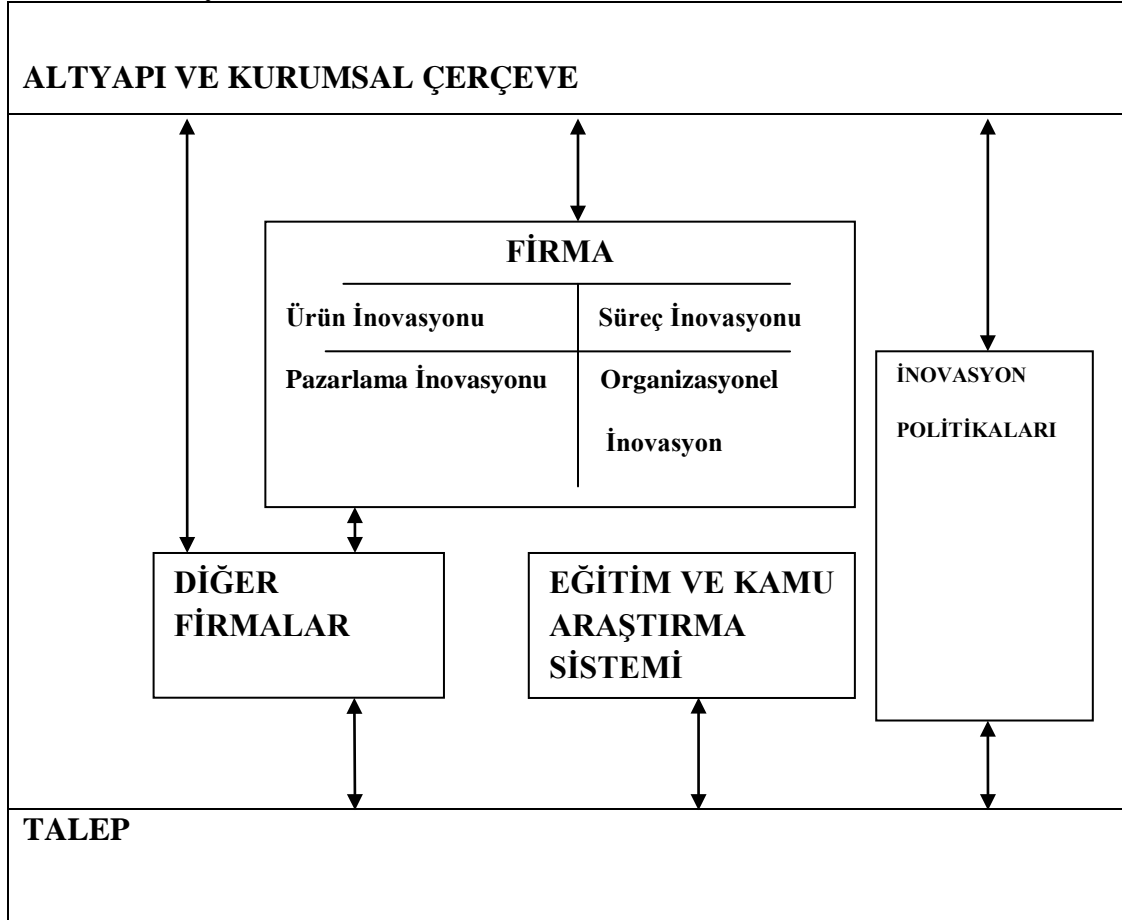 ALTYAPI VE KURUMSAL ÇERÇEVE
FİRMA
Ürün İnovasyonu
Süreç İnovasyonu
Pazarlama İnovasyonu
Organizasyonel
İnovasyon
İNOVASYON
POLİTİKALARI
DİĞER
FİRMALAR
EĞİTİM VE KAMU
ARAŞTIRMA
SİSTEMİ
TALEP